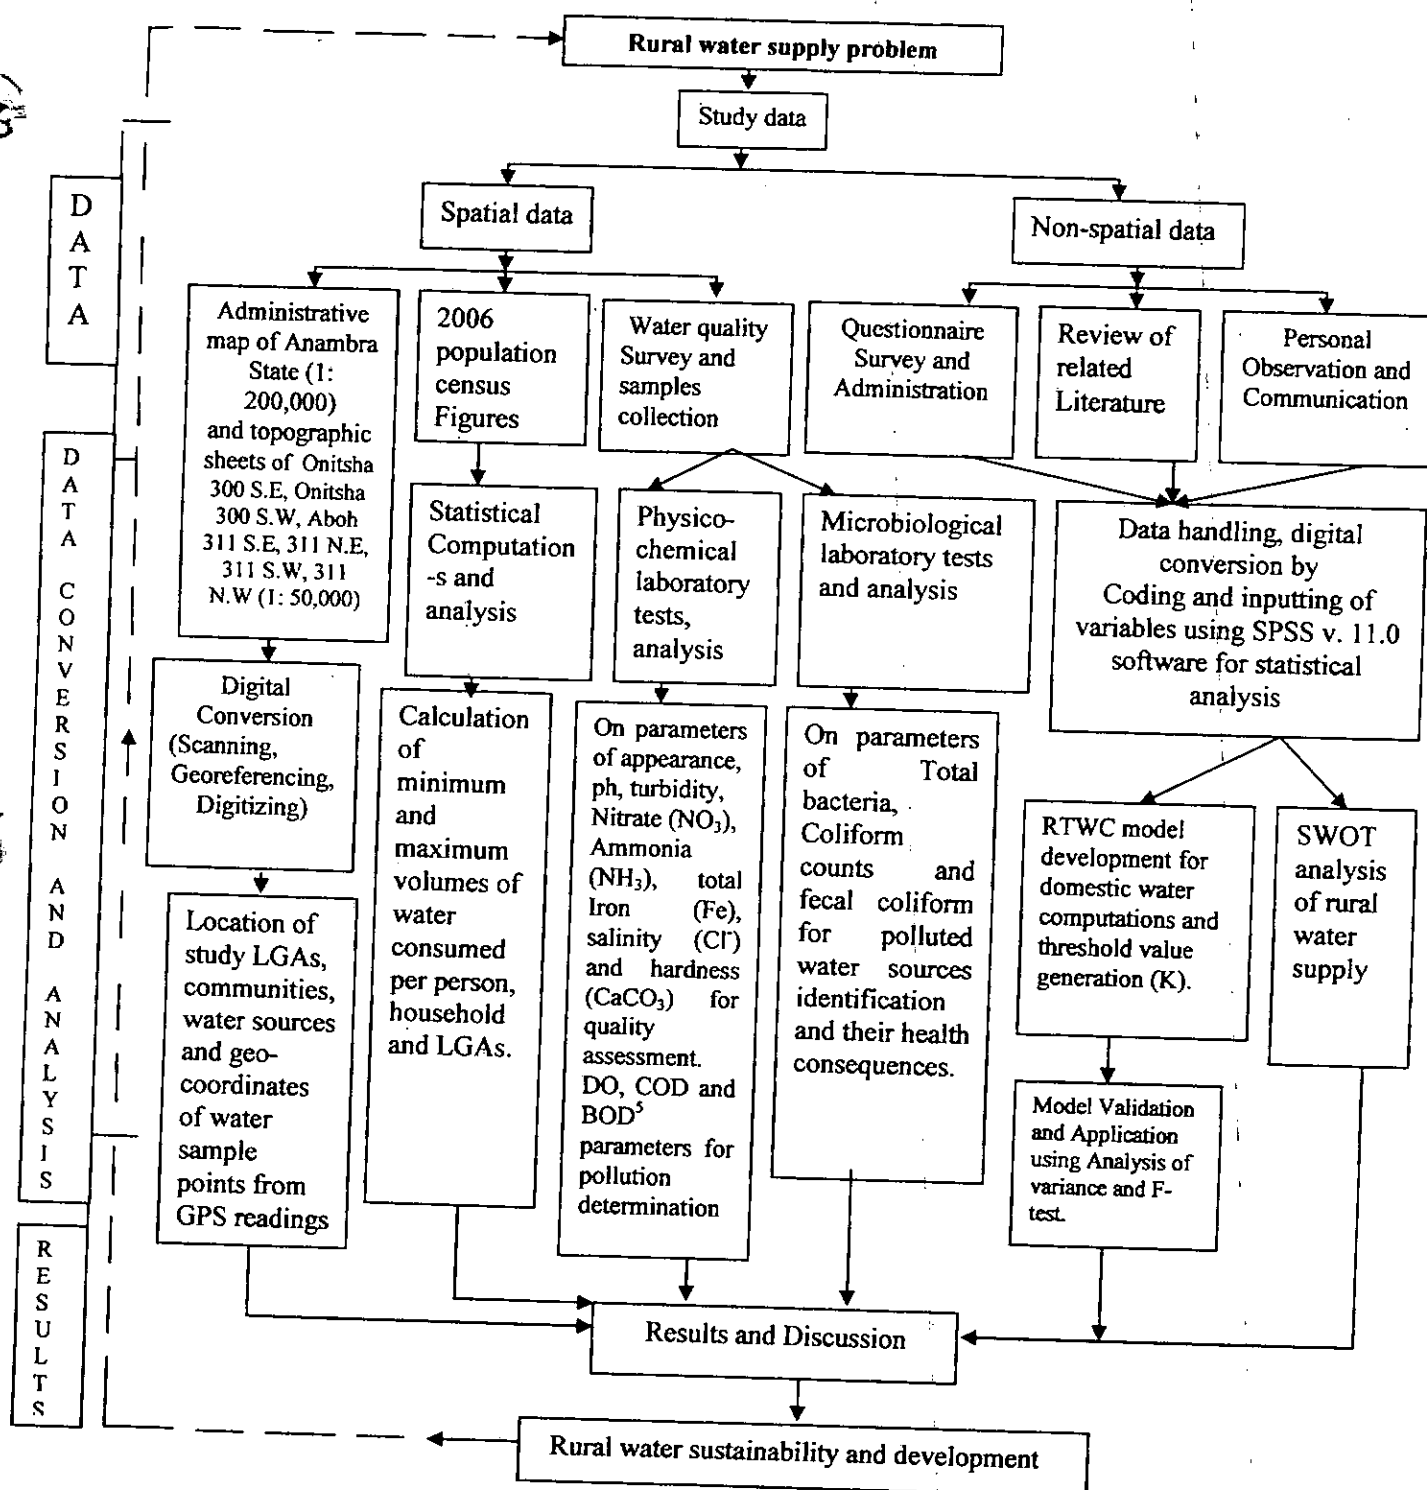 Rural water supply problem
Study data
Spatial data
Non-spatial data
D
A
T
A
Administrative
map of Anambra
State (1:
200,000)
and topographic
sheets of Onitsha
300 S.E, Onitsha
300 S.W, Aboh
311 S.E, 311 N.E,
311 S.W, 311
N.W (1: 50,000)
2006
population
census
Figures
Water quality
Survey and
samples
collection
Questionnaire
Survey and
Administration
Review of
related
Literature
Personal
Observation and
Communication
D
A
T
A
C
O
N
V
E
R
S
I
O
N
A
N
D
A
N
A
L
Y
S
I
S
Statistical
Computation
-s and
analysis
Physico-
chemical
laboratory
tests,
analysis
Microbiological
laboratory tests
and analysis
Data handling, digital
conversion by
Coding and inputting of
variables using SPSS v. 11.0
software for statistical
analysis
Digital
Conversion
(Scanning,
Georeferencing,
Digitizing)
Calculation
of
minimum
and
maximum
volumes of
water
consumed
per person,
household
and LGAs.
On parameters
of appearance,
ph, turbidity,
Nitrate (NO₃),
Ammonia
(NH₃), total
Iron (Fe),
salinity (Cl⁻)
and hardness
(CaCO₃) for
quality
assessment.
DO, COD and
BOD⁵
parameters for
pollution
determination
On parameters
of Total
bacteria,
Coliform
counts and
fecal coliform
for polluted
water sources
identification
and their health
consequences.
RTWC model
development for
domestic water
computations and
threshold value
generation (K).
SWOT
analysis
of rural
water
supply
Location of
study LGAs,
communities,
water sources
and geo-
coordinates
of water
sample
points from
GPS readings
Model Validation
and Application
using Analysis of
variance and F-
test.
R
E
S
U
L
T
S
Results and Discussion
Rural water sustainability and development